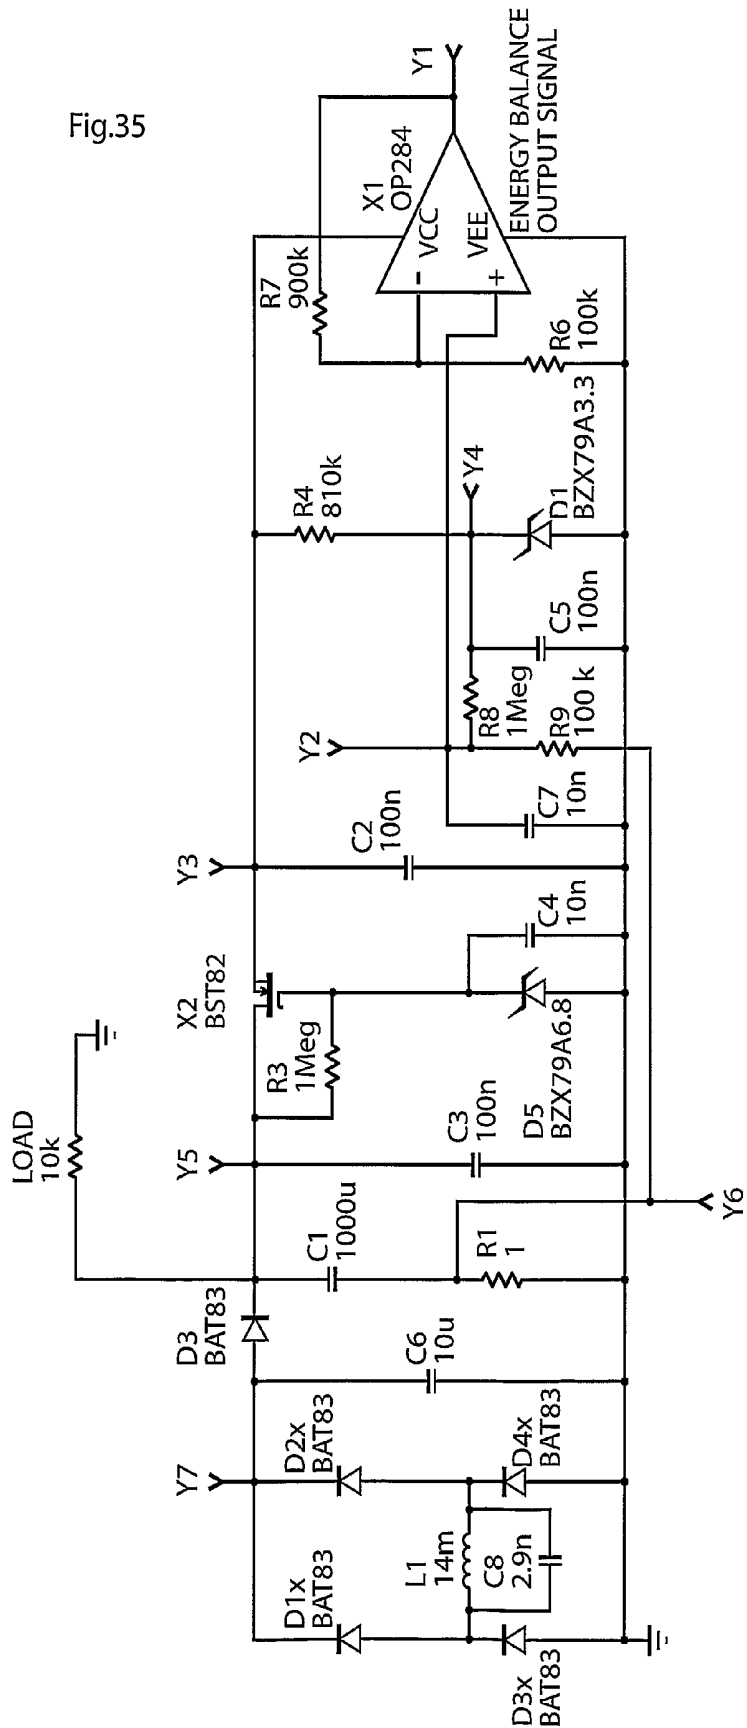 Fig.35
LOAD
10k
Y7
D1x
BAT83
D2x
BAT83
D3
BAT83
Y5
X2
BST82
Y3
Y2
R4
810k
R7
900k
X1
OP284
Y1
VCC
VEE
-
+
ENERGY BALANCE
OUTPUT SIGNAL
L1
14m
C8
2.9n
D3x
BAT83
D4x
BAT83
C6
10u
C1
1000u
R1
1
C3
100n
R3
1Meg
D5
BZX79A6.8
C4
10n
C2
100n
C7
10n
R8
1Meg
R9
100 k
C5
100n
Y4
D1
BZX79A3.3
R6
100k
Y6